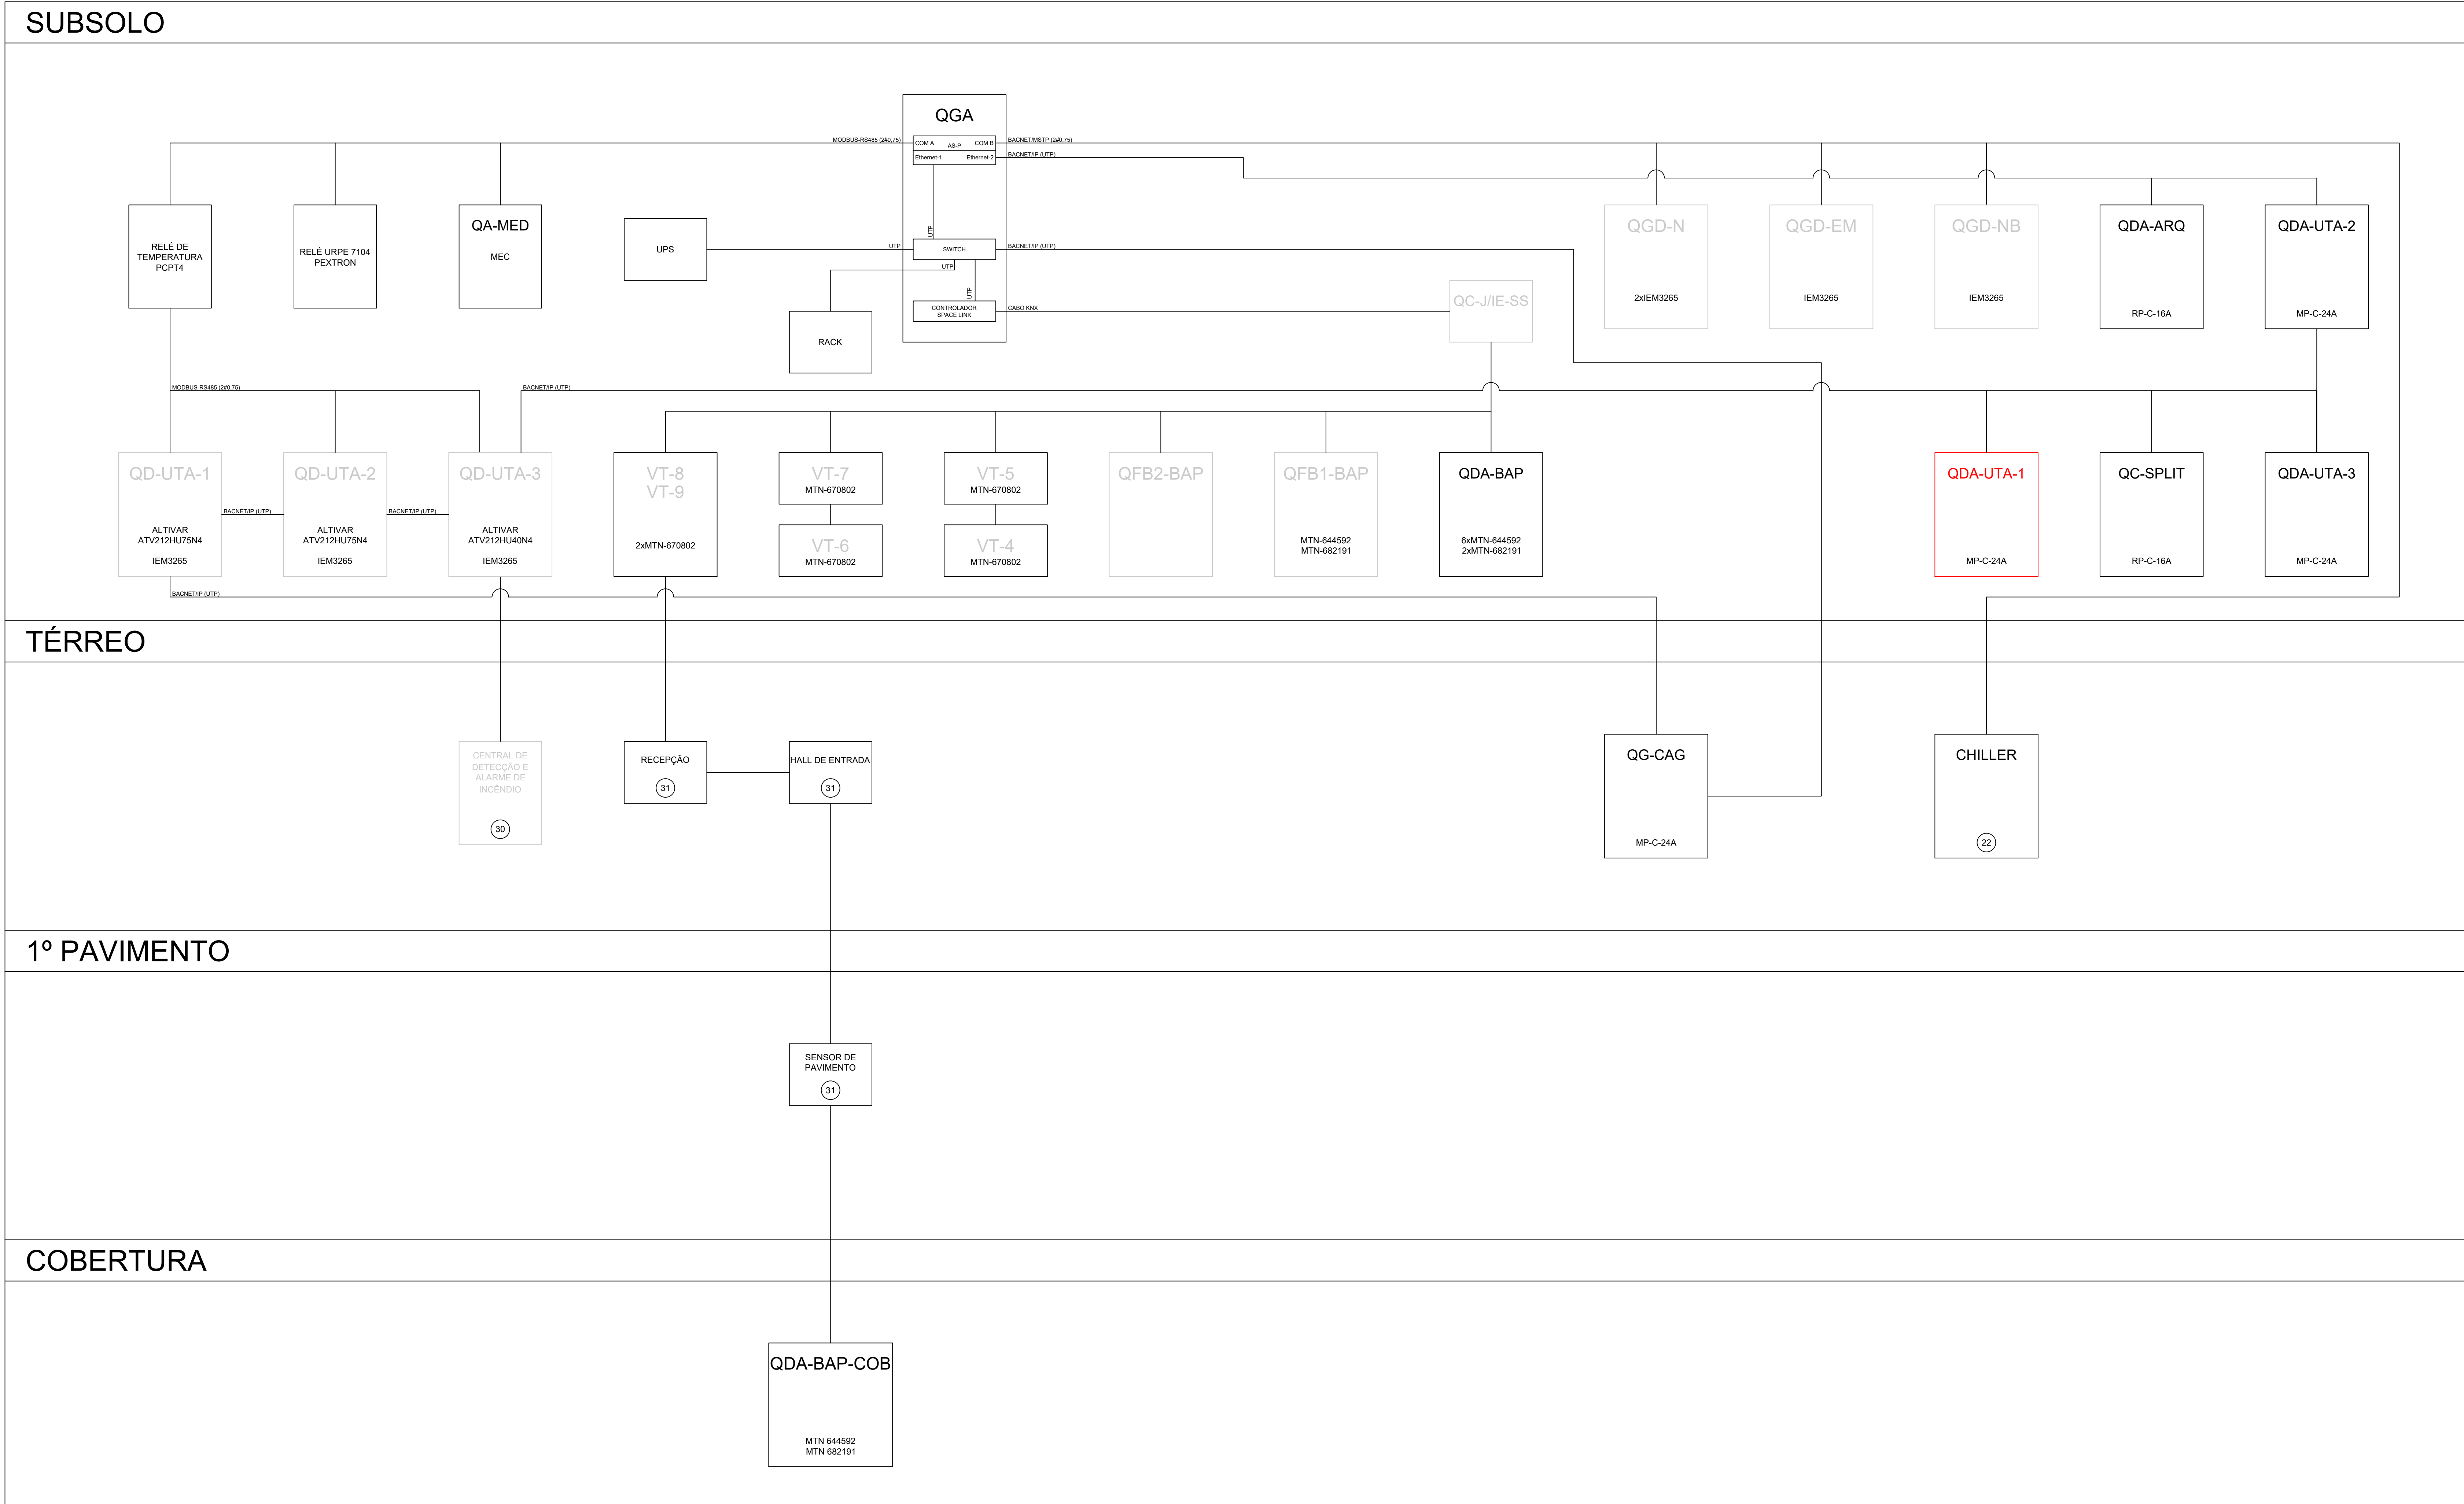 SUBSOLO
QGA
MODBUS-RS485 (2#0,75)
COM A
AS-P
COM B
BACNET/MSTP (2#0,75)
Ethernet-1
Ethernet-2
BACNET/IP (UTP)
RELÉ DE
TEMPERATURA
PCPT4
RELÉ URPE 7104
PEXTRON
QA-MED
MEC
UPS
UTP
UTP
SWITCH
BACNET/IP (UTP)
UTP
UTP
RACK
CONTROLADOR
SPACE LINK
CABO KNX
QC-J/IE-SS
QGD-N
2xIEM3265
QGD-EM
IEM3265
QGD-NB
IEM3265
QDA-ARQ
RP-C-16A
QDA-UTA-2
MP-C-24A
MODBUS-RS485 (2#0,75)
BACNET/IP (UTP)
QD-UTA-1
ALTIVAR
ATV212HU75N4
IEM3265
BACNET/IP (UTP)
QD-UTA-2
ALTIVAR
ATV212HU75N4
IEM3265
BACNET/IP (UTP)
QD-UTA-3
ALTIVAR
ATV212HU40N4
IEM3265
VT-8
VT-9
2xMTN-670802
VT-7
MTN-670802
VT-6
MTN-670802
VT-5
MTN-670802
VT-4
MTN-670802
QFB2-BAP
QFB1-BAP
MTN-644592
MTN-682191
QDA-BAP
6xMTN-644592
2xMTN-682191
QDA-UTA-1
MP-C-24A
QC-SPLIT
RP-C-16A
QDA-UTA-3
MP-C-24A
BACNET/IP (UTP)
TÉRREO
CENTRAL DE
DETECÇÃO E
ALARME DE
INCÊNDIO
30
RECEPÇÃO
31
HALL DE ENTRADA
31
QG-CAG
MP-C-24A
CHILLER
22
1º PAVIMENTO
SENSOR DE
PAVIMENTO
31
COBERTURA
QDA-BAP-COB
MTN 644592
MTN 682191